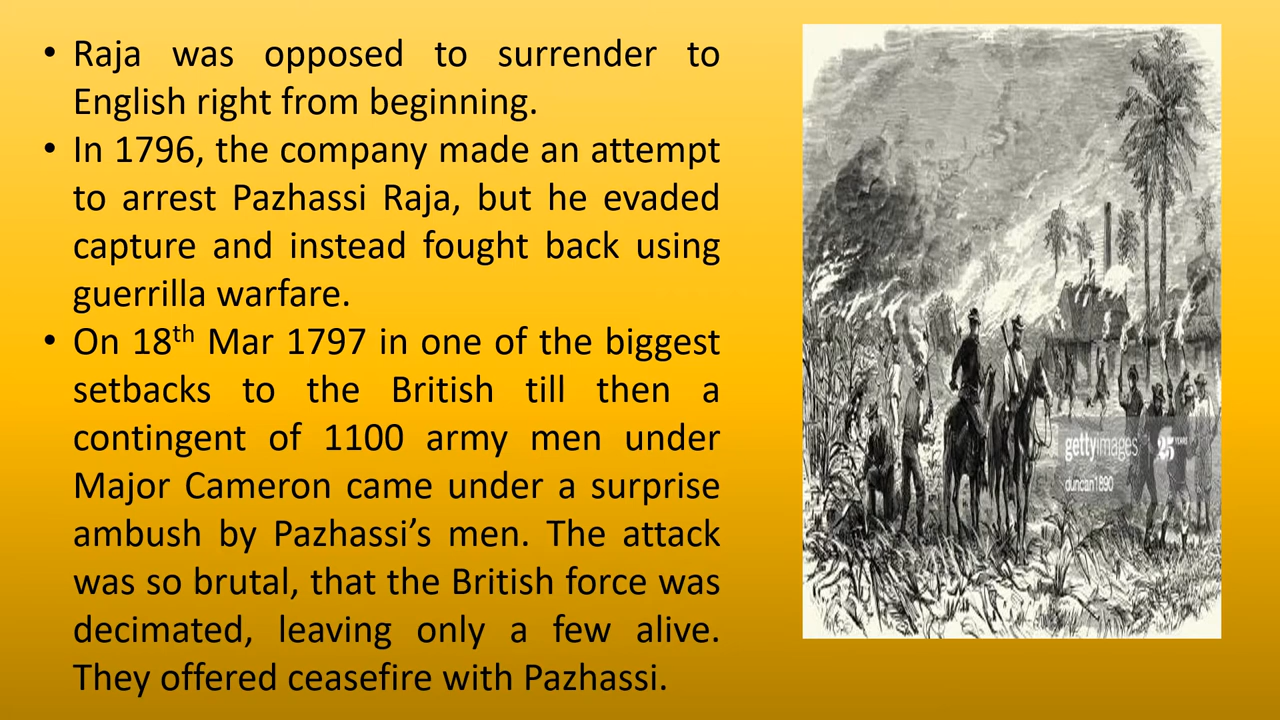 • Raja was opposed to surrender to
English right from beginning.
• In 1796, the company made an attempt
to arrest Pazhassi Raja, but he evaded
capture and instead fought back using
guerrilla warfare.
• On 18th Mar 1797 in one of the biggest
setbacks to the British till then a
contingent of 1100 army men under
Major Cameron came under a surprise
ambush by Pazhassi’s men. The attack
was so brutal, that the British force was
decimated, leaving only a few alive.
They offered ceasefire with Pazhassi.
gettyimages 25 YEARS
duncan1890